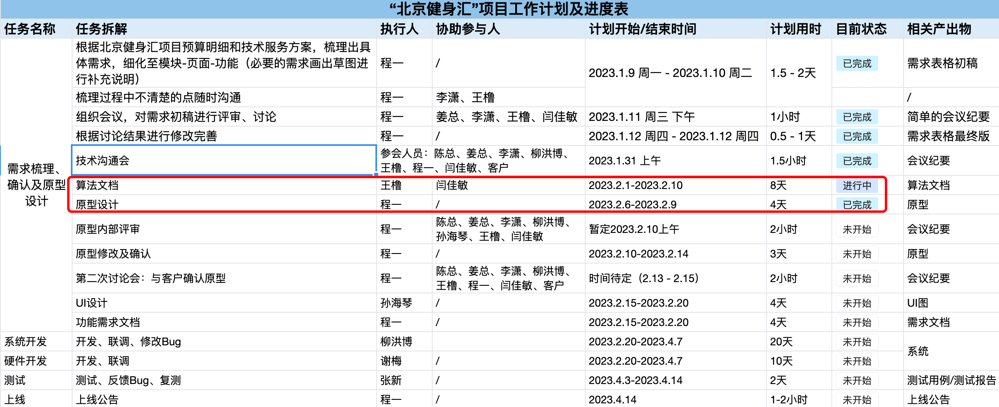 “北京健身汇”项目工作计划及进度表
任务名称 任务拆解 执行人 协助参与人 计划开始/结束时间 计划用时 目前状态 相关产出物
需求梳理、
确认及原型
设计
根据北京健身汇项目预算明细和技术服务方案，梳理出具
体需求，细化至模块-页面-功能（必要的需求画出草图进
行补充说明）
程一 / 2023.1.9 周一 - 2023.1.10 周二 1.5 - 2天 已完成 需求表格初稿
梳理过程中不清楚的点随时沟通 程一 李潇、王橹 /
组织会议，对需求初稿进行评审、讨论 程一 姜总、李潇、王橹、闫佳敏 2023.1.11 周三 下午 1小时 已完成 简单的会议纪要
根据讨论结果进行修改完善 程一 / 2023.1.12 周四 - 2023.1.12 周四 0.5 - 1天 已完成 需求表格最终版
技术沟通会
参会人员：陈总、姜总、李潇、柳洪博、
王橹、程一、闫佳敏、客户
2023.1.31 上午 1.5小时 已完成 会议纪要
算法文档 王橹 闫佳敏 2023.2.1-2023.2.10 8天 进行中 算法文档
原型设计 程一 / 2023.2.6-2023.2.9 4天 已完成 原型
原型内部评审 程一
陈总、姜总、李潇、柳洪博、
孙海琴、王橹、闫佳敏
暂定2023.2.10上午 2小时 未开始 会议纪要
原型修改及确认 程一 / 2023.2.10-2023.2.14 3天 未开始 原型
第二次讨论会：与客户确认原型 程一
陈总、姜总、李潇、柳洪博、
王橹、程一、闫佳敏、客户
时间待定（2.13 - 2.15） 2小时 未开始 会议纪要
UI设计 孙海琴 / 2023.2.15-2023.2.20 4天 未开始 UI图
功能需求文档 程一 / 2023.2.15-2023.2.20 4天 未开始 需求文档
系统开发 开发、联调、修改Bug 柳洪博 2023.2.20-2023.4.7 20天 未开始 系统
硬件开发 开发、联调 谢梅 / 2023.2.20-2023.4.7 10天 未开始
测试 测试、反馈Bug、复测 张新 / 2023.4.3-2023.4.14 2天 未开始 测试用例/测试报告
上线 上线公告 程一 / 2023.4.14 1-2小时 未开始 上线公告